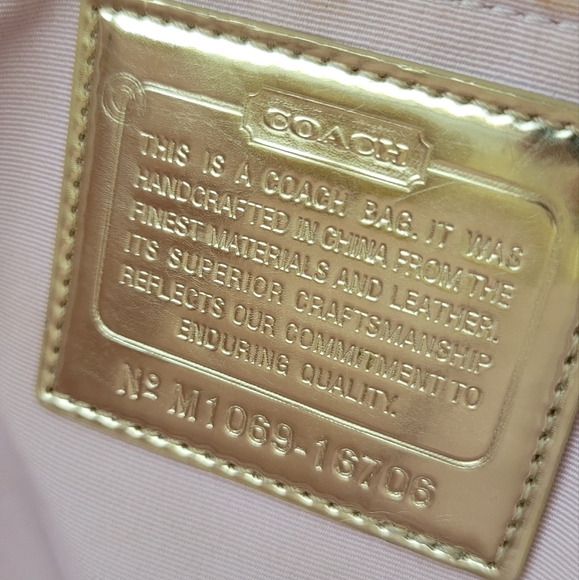 COACH
THIS IS A COACH BAG. IT WAS
HANDCRAFTED IN CHINA FROM THE
FINEST MATERIALS AND LEATHER.
ITS SUPERIOR CRAFTSMANSHIP
REFLECTS OUR COMMITMENT TO
ENDURING QUALITY.
Nº M1069-16706